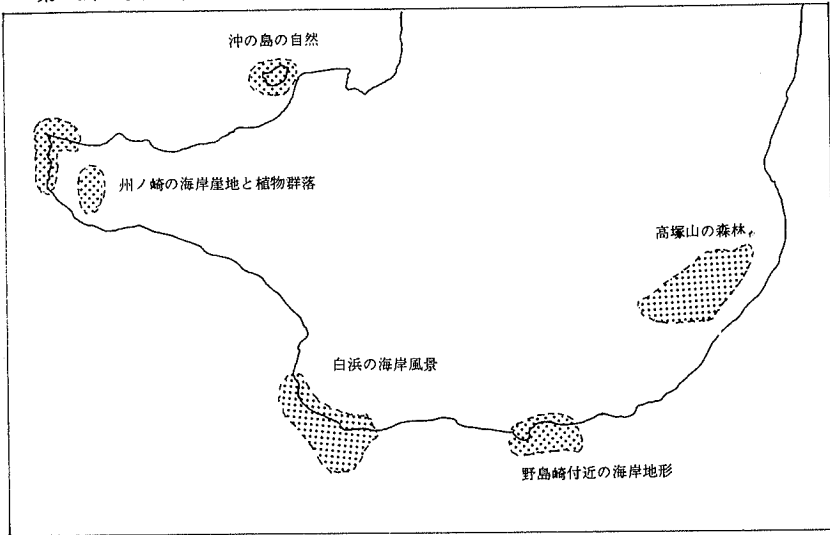 沖の島の自然
州ノ崎の海岸崖地と植物群落
高塚山の森林
白浜の海岸風景
野島崎付近の海岸地形